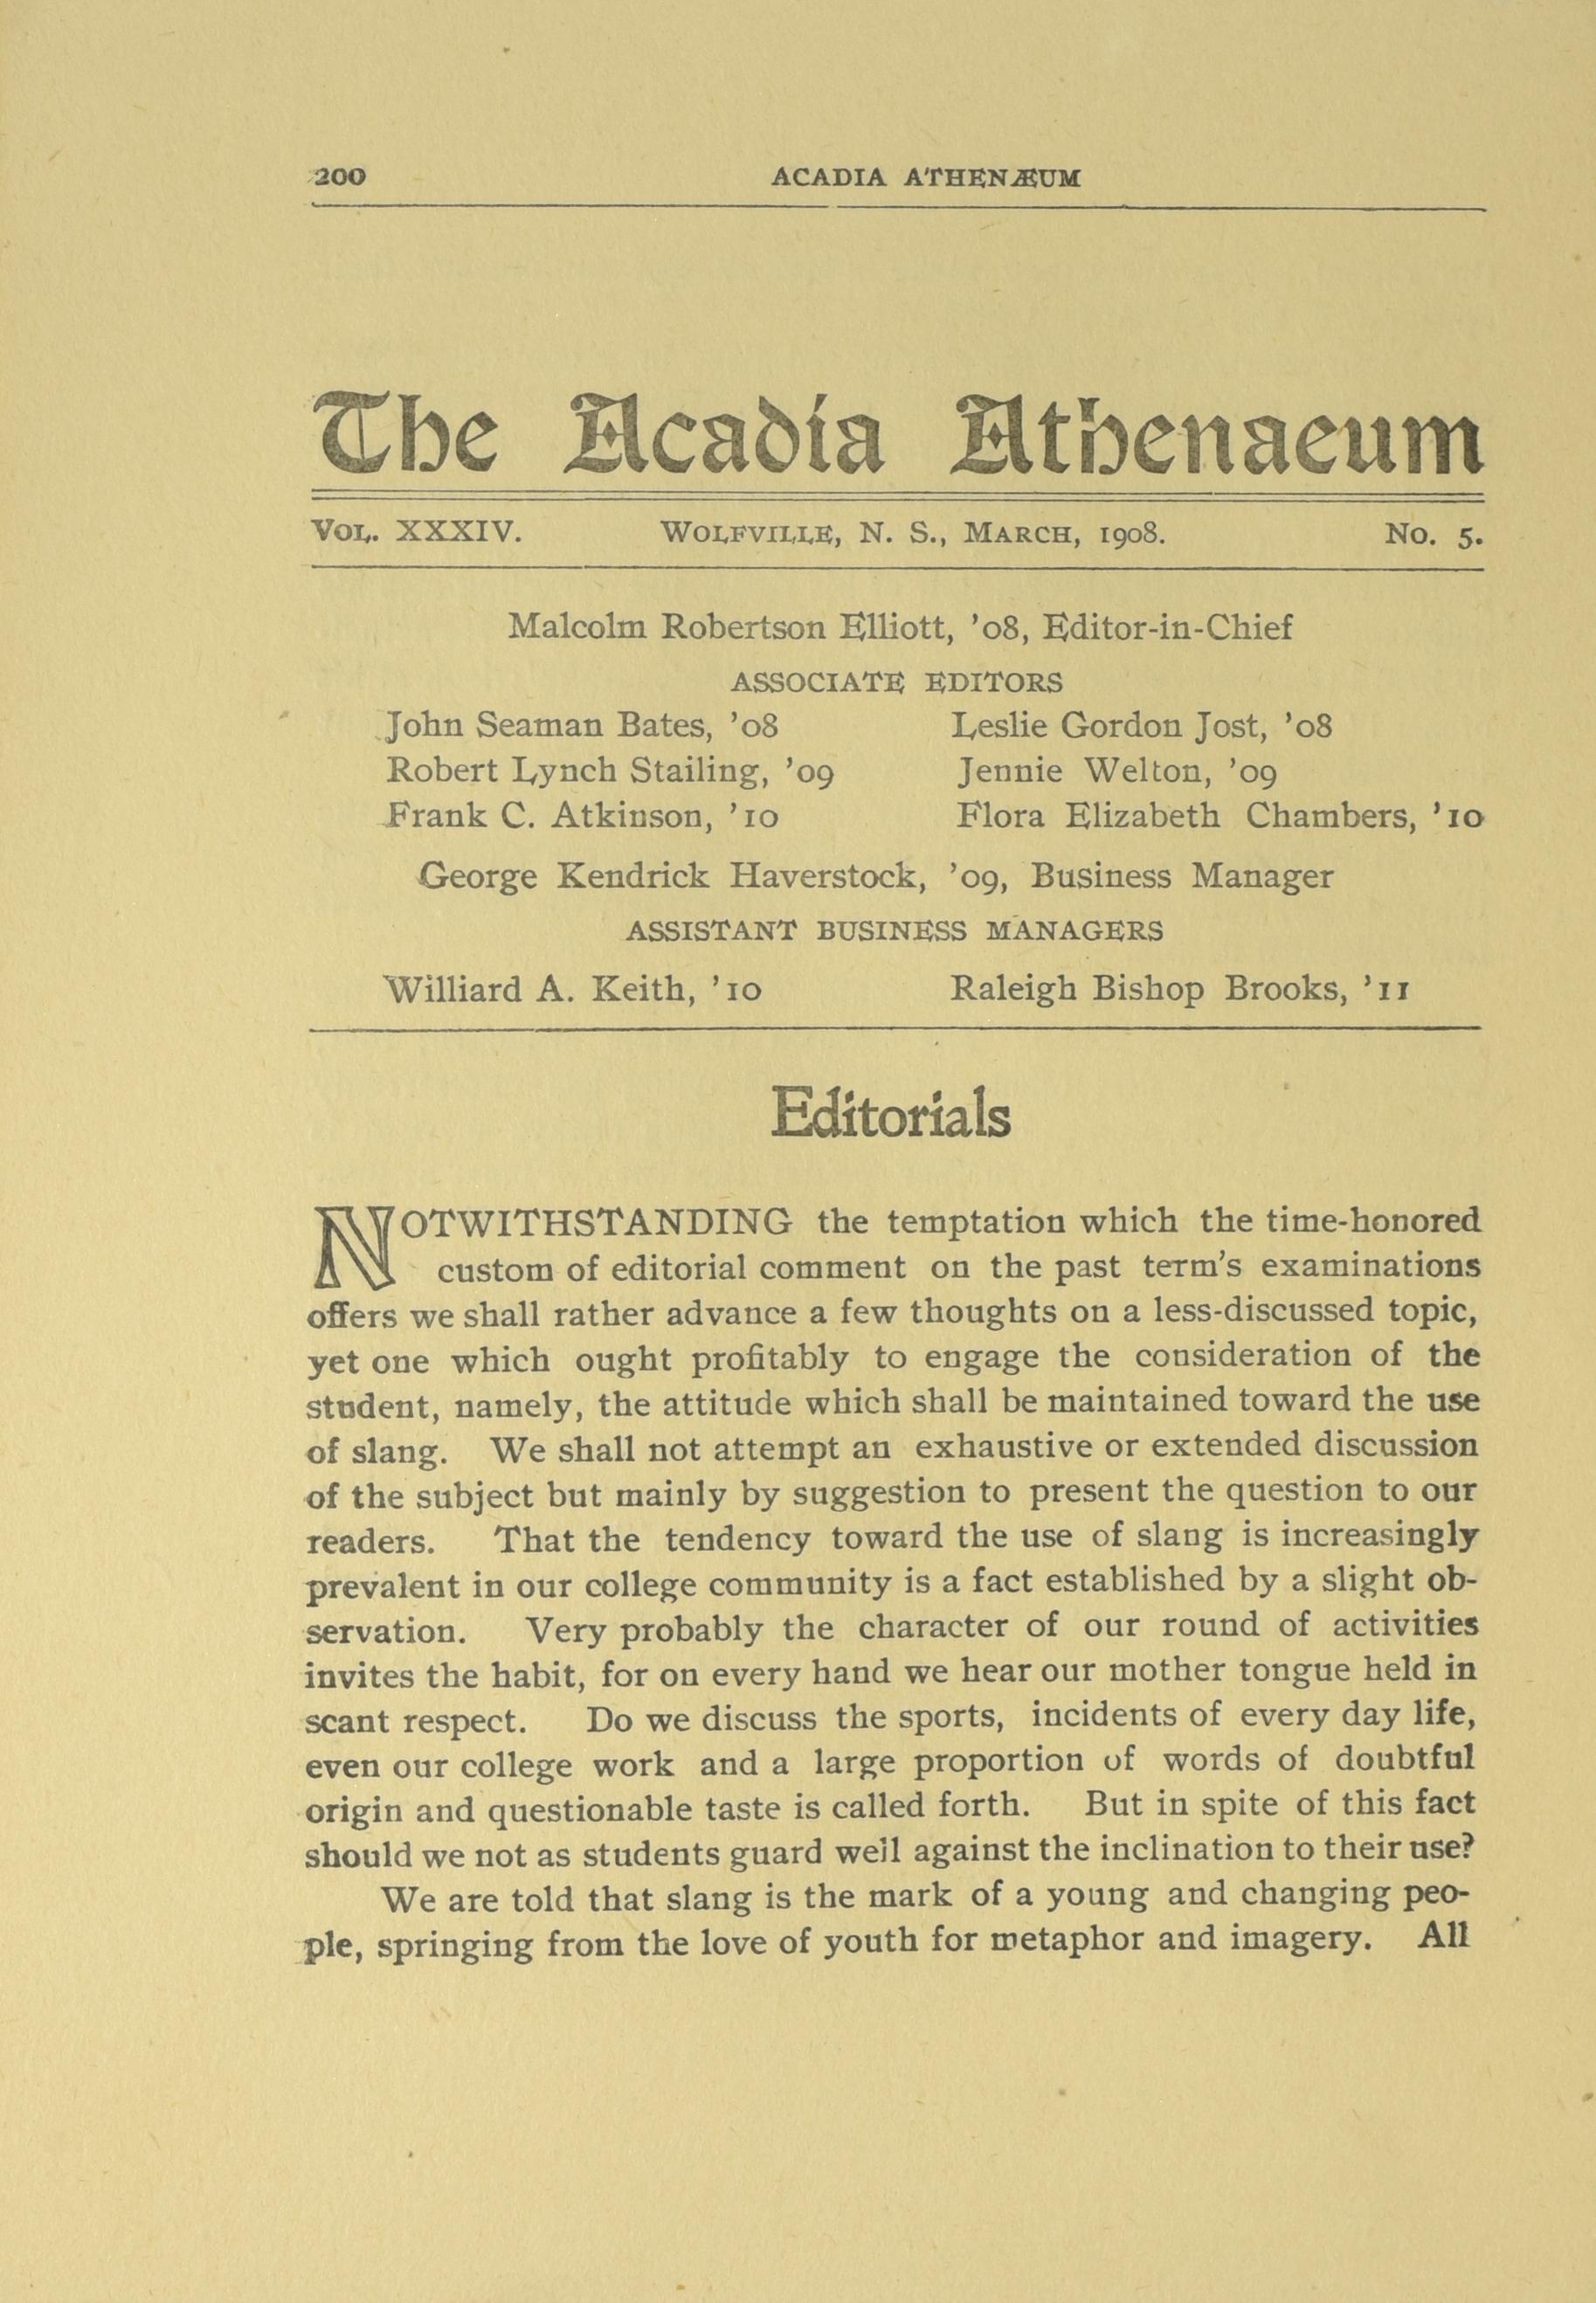 200 ACADIA ATHENÆUM
The Acadia Athenaeum
VOL. XXXIV. WOLFVILLE, N. S., MARCH, 1908. No. 5.
Malcolm Robertson Elliott, '08, Editor-in-Chief
ASSOCIATE EDITORS
John Seaman Bates, '08 Leslie Gordon Jost, '08
Robert Lynch Stailing, '09 Jennie Welton, '09
Frank C. Atkinson, '10 Flora Elizabeth Chambers, '10
George Kendrick Haverstock, '09, Business Manager
ASSISTANT BUSINESS MANAGERS
Williard A. Keith, '10 Raleigh Bishop Brooks, '11
Editorials
NOTWITHSTANDING the temptation which the time-honored
custom of editorial comment on the past term's examinations
offers we shall rather advance a few thoughts on a less-discussed topic,
yet one which ought profitably to engage the consideration of the
student, namely, the attitude which shall be maintained toward the use
of slang. We shall not attempt an exhaustive or extended discussion
of the subject but mainly by suggestion to present the question to our
readers. That the tendency toward the use of slang is increasingly
prevalent in our college community is a fact established by a slight ob-
servation. Very probably the character of our round of activities
invites the habit, for on every hand we hear our mother tongue held in
scant respect. Do we discuss the sports, incidents of every day life,
even our college work and a large proportion of words of doubtful
origin and questionable taste is called forth. But in spite of this fact
should we not as students guard well against the inclination to their use?
We are told that slang is the mark of a young and changing peo-
ple, springing from the love of youth for metaphor and imagery. All